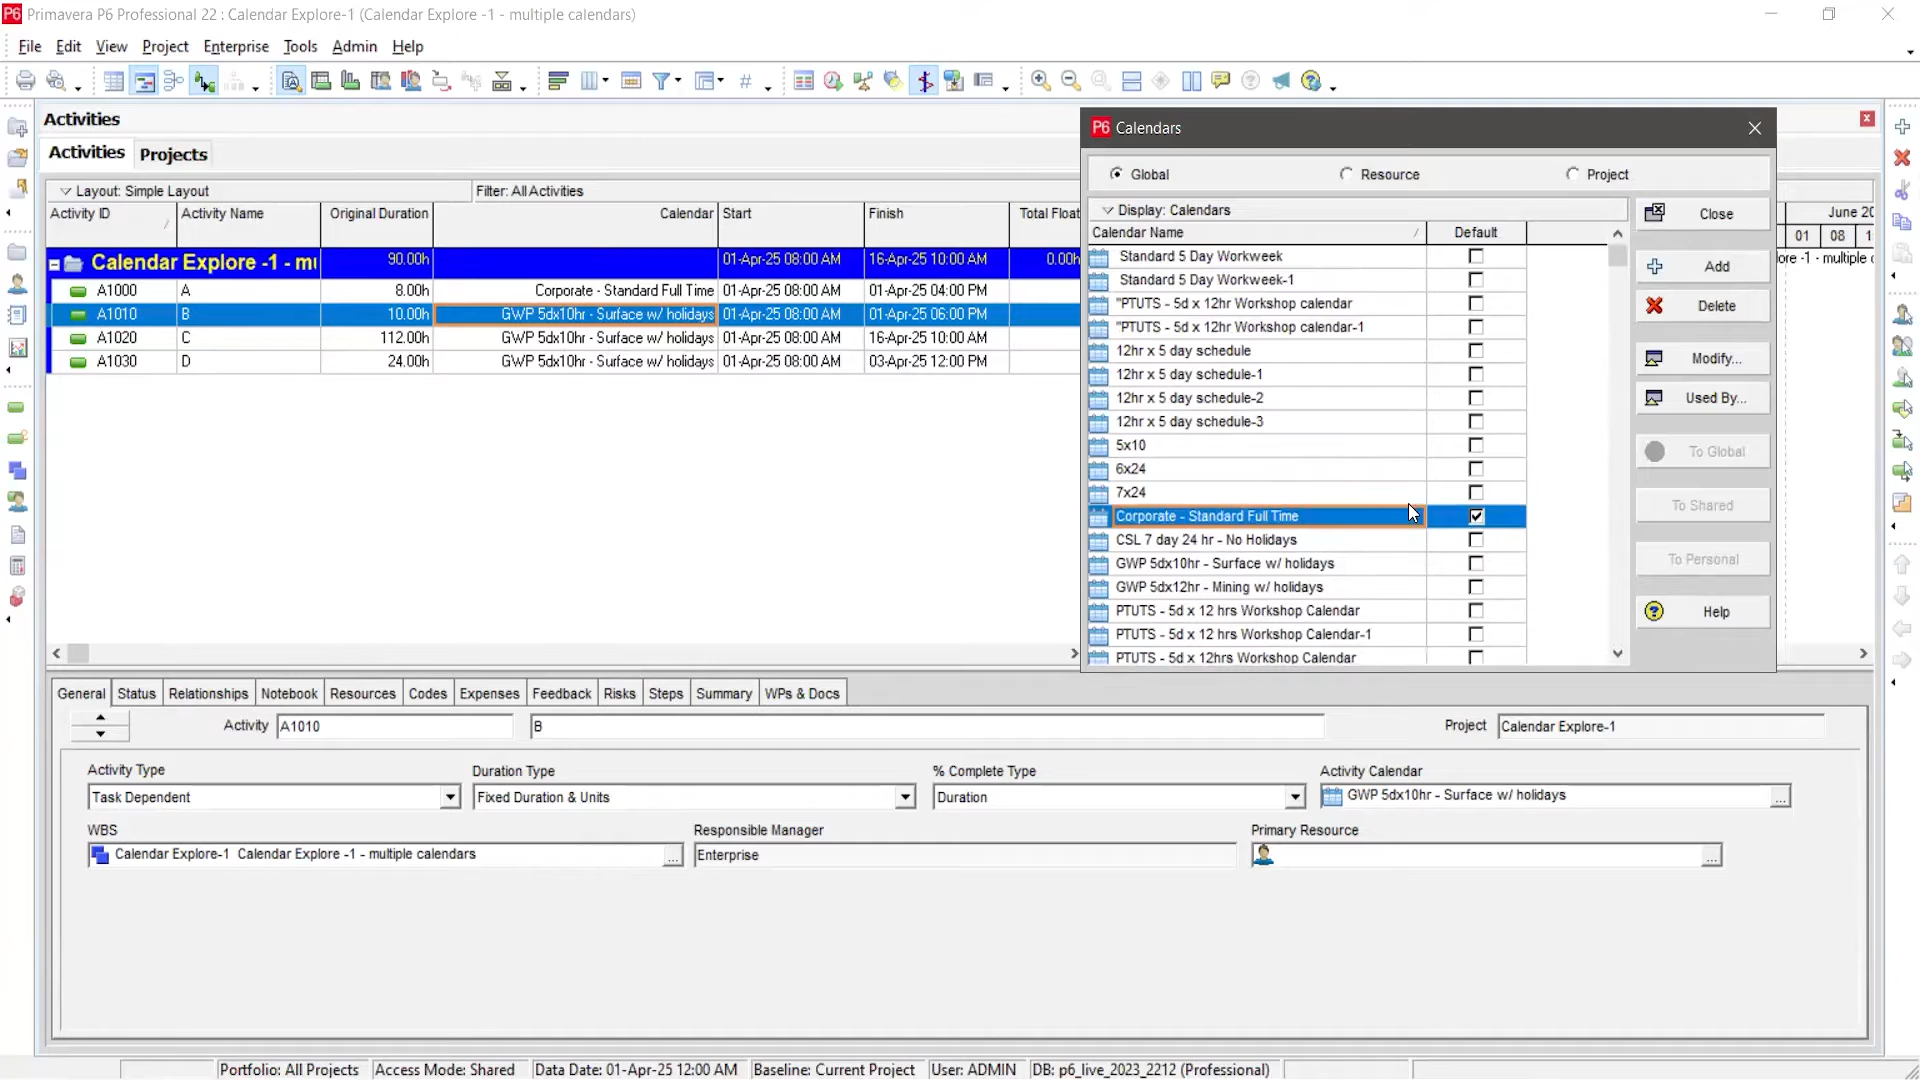 P6 Primavera P6 Professional 22 : Calendar Explore-1 (Calendar Explore -1 - multiple calendars)
File Edit View Project Enterprise Tools Admin Help
Activities
Activities Projects
Layout: Simple Layout Filter: All Activities
Activity ID Activity Name Original Duration Calendar Start Finish Total Float
Calendar Explore -1 - 90.00h 01-Apr-25 08:00 AM 16-Apr-25 10:00 AM 0.00h
A1000 A 8.00h Corporate - Standard Full Time 01-Apr-25 08:00 AM 01-Apr-25 04:00 PM
A1010 B 10.00h GWP 5dx10hr - Surface w/ holidays 01-Apr-25 08:00 AM 01-Apr-25 06:00 PM
A1020 C 112.00h GWP 5dx10hr - Surface w/ holidays 01-Apr-25 08:00 AM 16-Apr-25 10:00 AM
A1030 D 24.00h GWP 5dx10hr - Surface w/ holidays 01-Apr-25 08:00 AM 03-Apr-25 12:00 PM
P6 Calendars
Global Resource Project
Display: Calendars
Calendar Name Default
Standard 5 Day Workweek
Standard 5 Day Workweek-1
"PTUTS - 5d x 12hr Workshop calendar
"PTUTS - 5d x 12hr Workshop calendar-1
12hr x 5 day schedule
12hr x 5 day schedule-1
12hr x 5 day schedule-2
12hr x 5 day schedule-3
5x10
6x24
7x24
Corporate - Standard Full Time
CSL 7 day 24 hr - No Holidays
GWP 5dx10hr - Surface w/ holidays
GWP 5dx12hr - Mining w/ holidays
PTUTS - 5d x 12 hrs Workshop Calendar
PTUTS - 5d x 12 hrs Workshop Calendar-1
PTUTS - 5d x 12hrs Workshop Calendar
Close
Add
Delete
Modify...
Used By...
To Global
To Shared
To Personal
Help
June 20
01 08 1
ore -1 - multiple c
General Status Relationships Notebook Resources Codes Expenses Feedback Risks Steps Summary WPs & Docs
Activity A1010 B Project Calendar Explore-1
Activity Type Duration Type % Complete Type Activity Calendar
Task Dependent Fixed Duration & Units Duration GWP 5dx10hr - Surface w/ holidays ...
WBS Responsible Manager Primary Resource
Calendar Explore-1 Calendar Explore -1 - multiple calendars ... Enterprise ...
Portfolio: All Projects Access Mode: Shared Data Date: 01-Apr-25 12:00 AM Baseline: Current Project User: ADMIN DB: p6_live_2023_2212 (Professional)